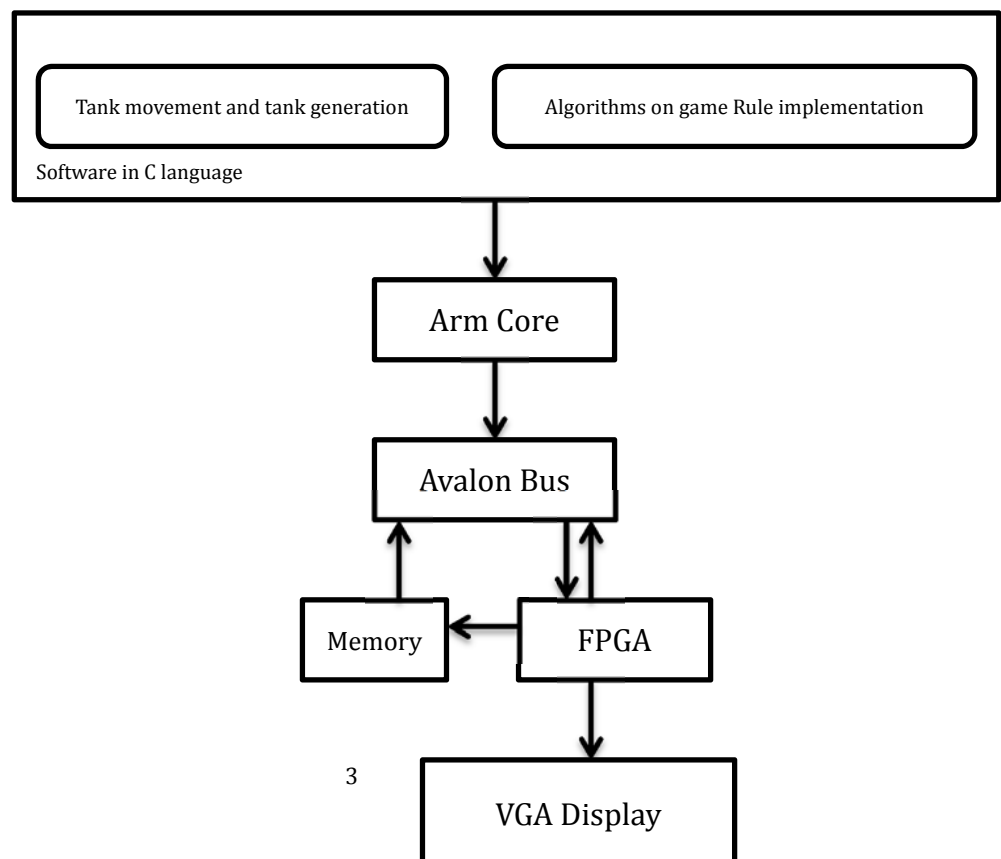 Tank movement and tank generation
Algorithms on game Rule implementation
Software in C language
Arm Core
Avalon Bus
Memory
FPGA
3
VGA Display